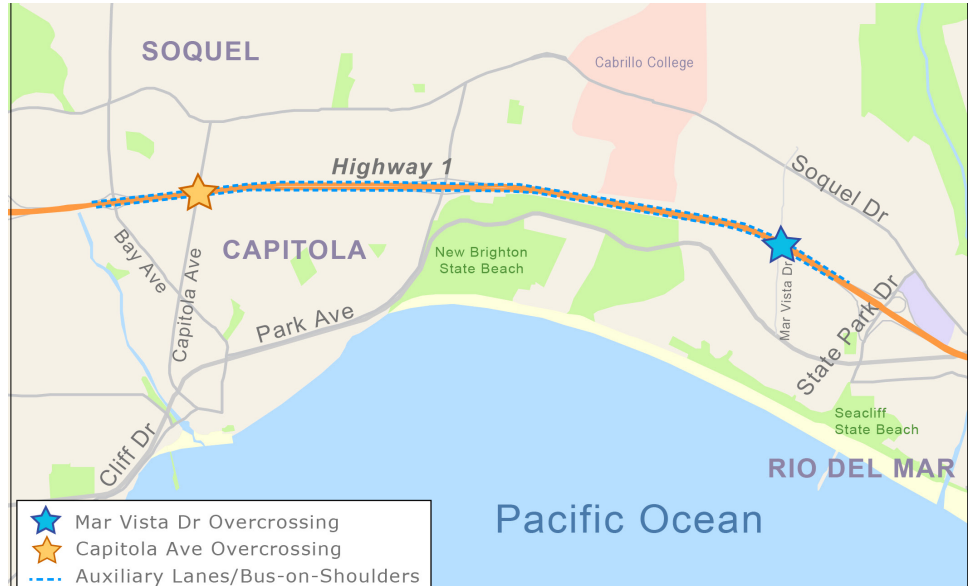 SOQUEL
Cabrillo College
Highway 1
Soquel Dr
Bay Ave
Capitola Ave
CAPITOLA
New Brighton
State Beach
Mar Vista Dr
State Park Dr
Park Ave
Cliff Dr
Seacliff
State Beach
RIO DEL MAR
Pacific Ocean
Mar Vista Dr Overcrossing
Capitola Ave Overcrossing
Auxiliary Lanes/Bus-on-Shoulders